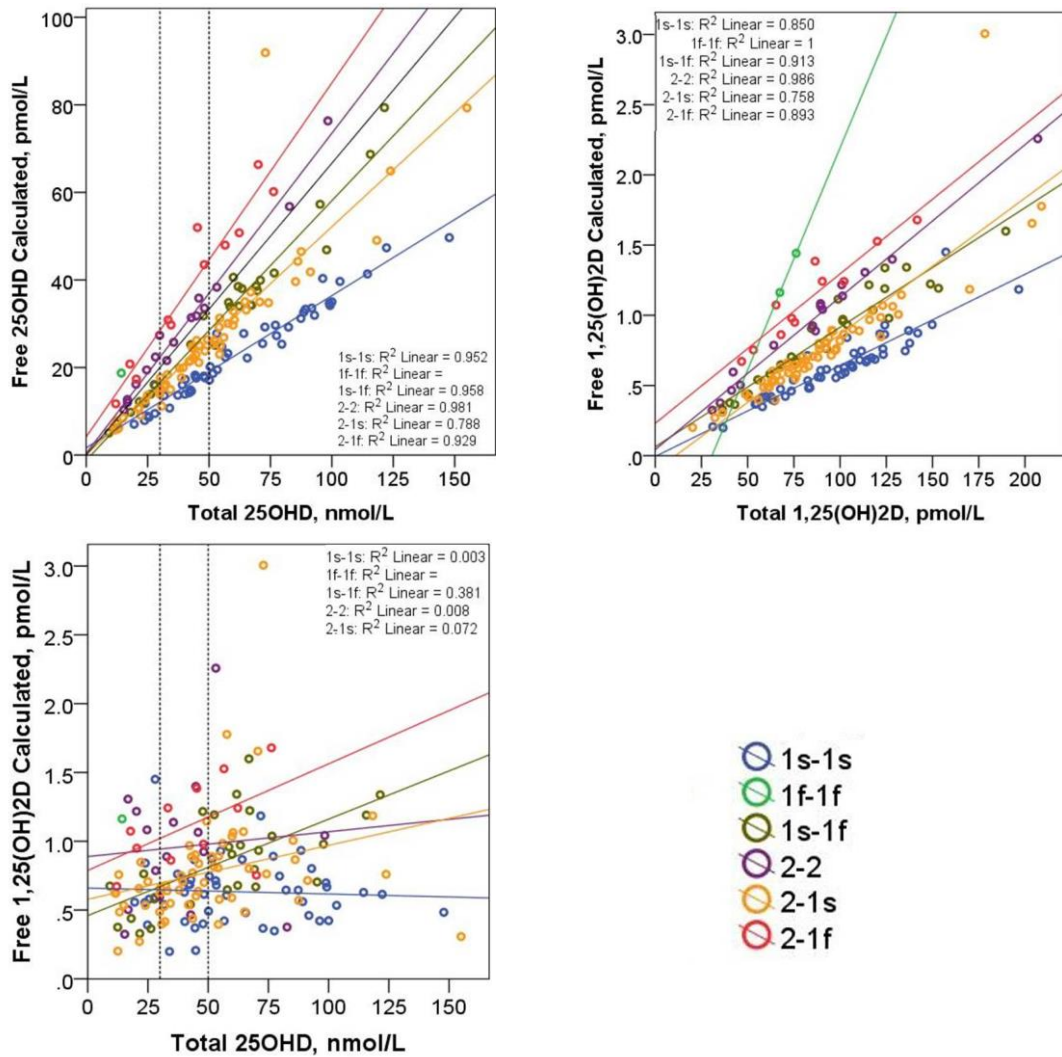 100
80
60
40
20
0
Free 25OHD Calculated, pmol/L
1s-1s: R2 Linear = 0.952
1f-1f: R2 Linear =
1s-1f: R2 Linear = 0.958
2-2: R2 Linear = 0.981
2-1s: R2 Linear = 0.788
2-1f: R2 Linear = 0.929
0 25 50 75 100 125 150
Total 25OHD, nmol/L
3.0
2.5
2.0
1.5
1.0
.5
.0
Free 1,25(OH)2D Calculated, pmol/L
1s-1s: R2 Linear = 0.850
1f-1f: R2 Linear = 1
1s-1f: R2 Linear = 0.913
2-2: R2 Linear = 0.986
2-1s: R2 Linear = 0.758
2-1f: R2 Linear = 0.893
0 25 50 75 100 125 150 175 200
Total 1,25(OH)2D, pmol/L
3.0
2.5
2.0
1.5
1.0
.5
.0
Free 1,25(OH)2D Calculated, pmol/L
1s-1s: R2 Linear = 0.003
1f-1f: R2 Linear =
1s-1f: R2 Linear = 0.381
2-2: R2 Linear = 0.008
2-1s: R2 Linear = 0.072
0 25 50 75 100 125 150
Total 25OHD, nmol/L
1s-1s
1f-1f
1s-1f
2-2
2-1s
2-1f